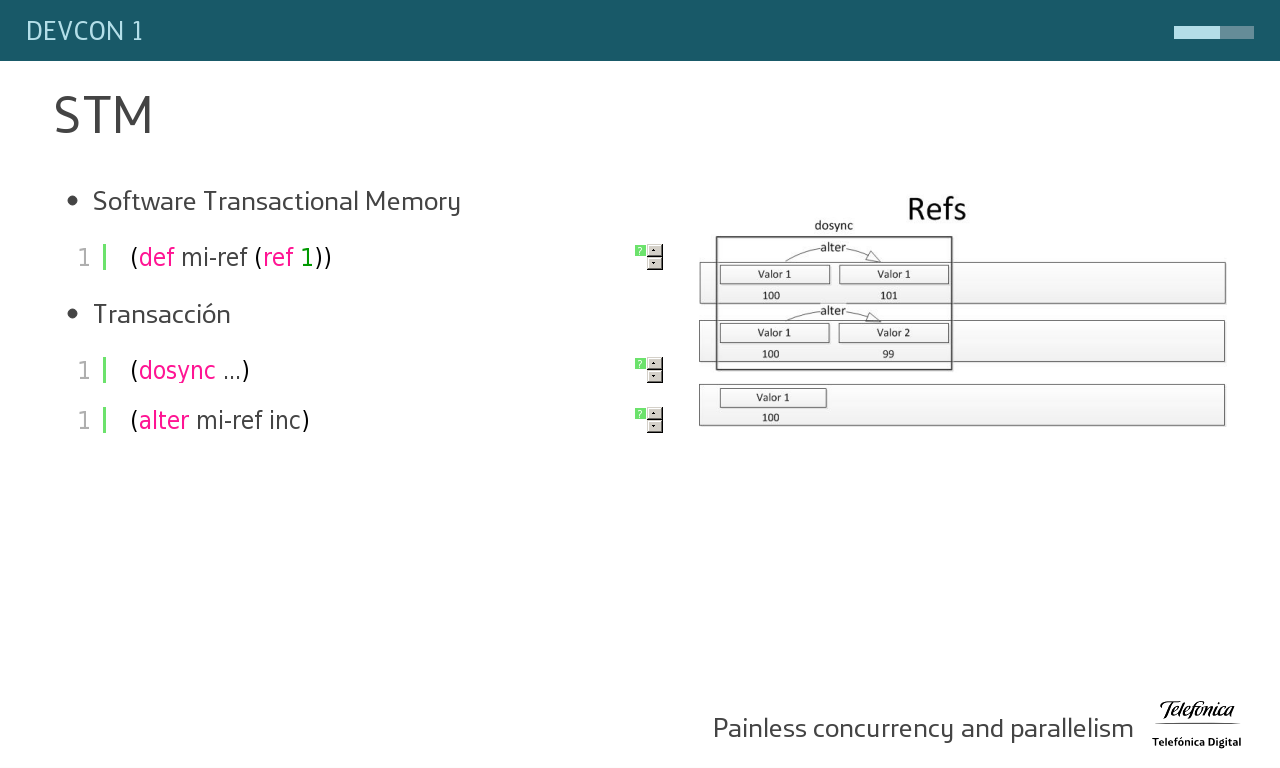 DEVCON 1
STM
• Software Transactional Memory
1 (def mi-ref (ref 1))
?
• Transacción
1 (dosync ...)
?
1 (alter mi-ref inc)
?
Refs
dosync
alter
Valor 1 Valor 1
100 101
alter
Valor 1 Valor 2
100 99
Valor 1
100
Painless concurrency and parallelism
Telefónica
Telefónica Digital